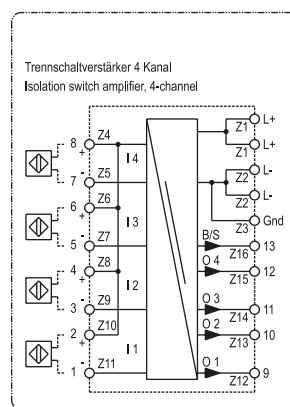 Trennschaltverstärker 4 Kanal
Isolation switch amplifier, 4-channel
Z1 L+
8 + Z4
Z1 L+
I 4
7 - Z5
Z2 L-
6 + Z6
Z2 L-
I 3
Z3 Gnd
5 - Z7
B/S Z16 13
4 + Z8
O 4 Z15 12
I 2
3 - Z9
O 3 Z14 11
2 + Z10
O 2 Z13 10
I 1
1 - Z11
O 1 Z12 9